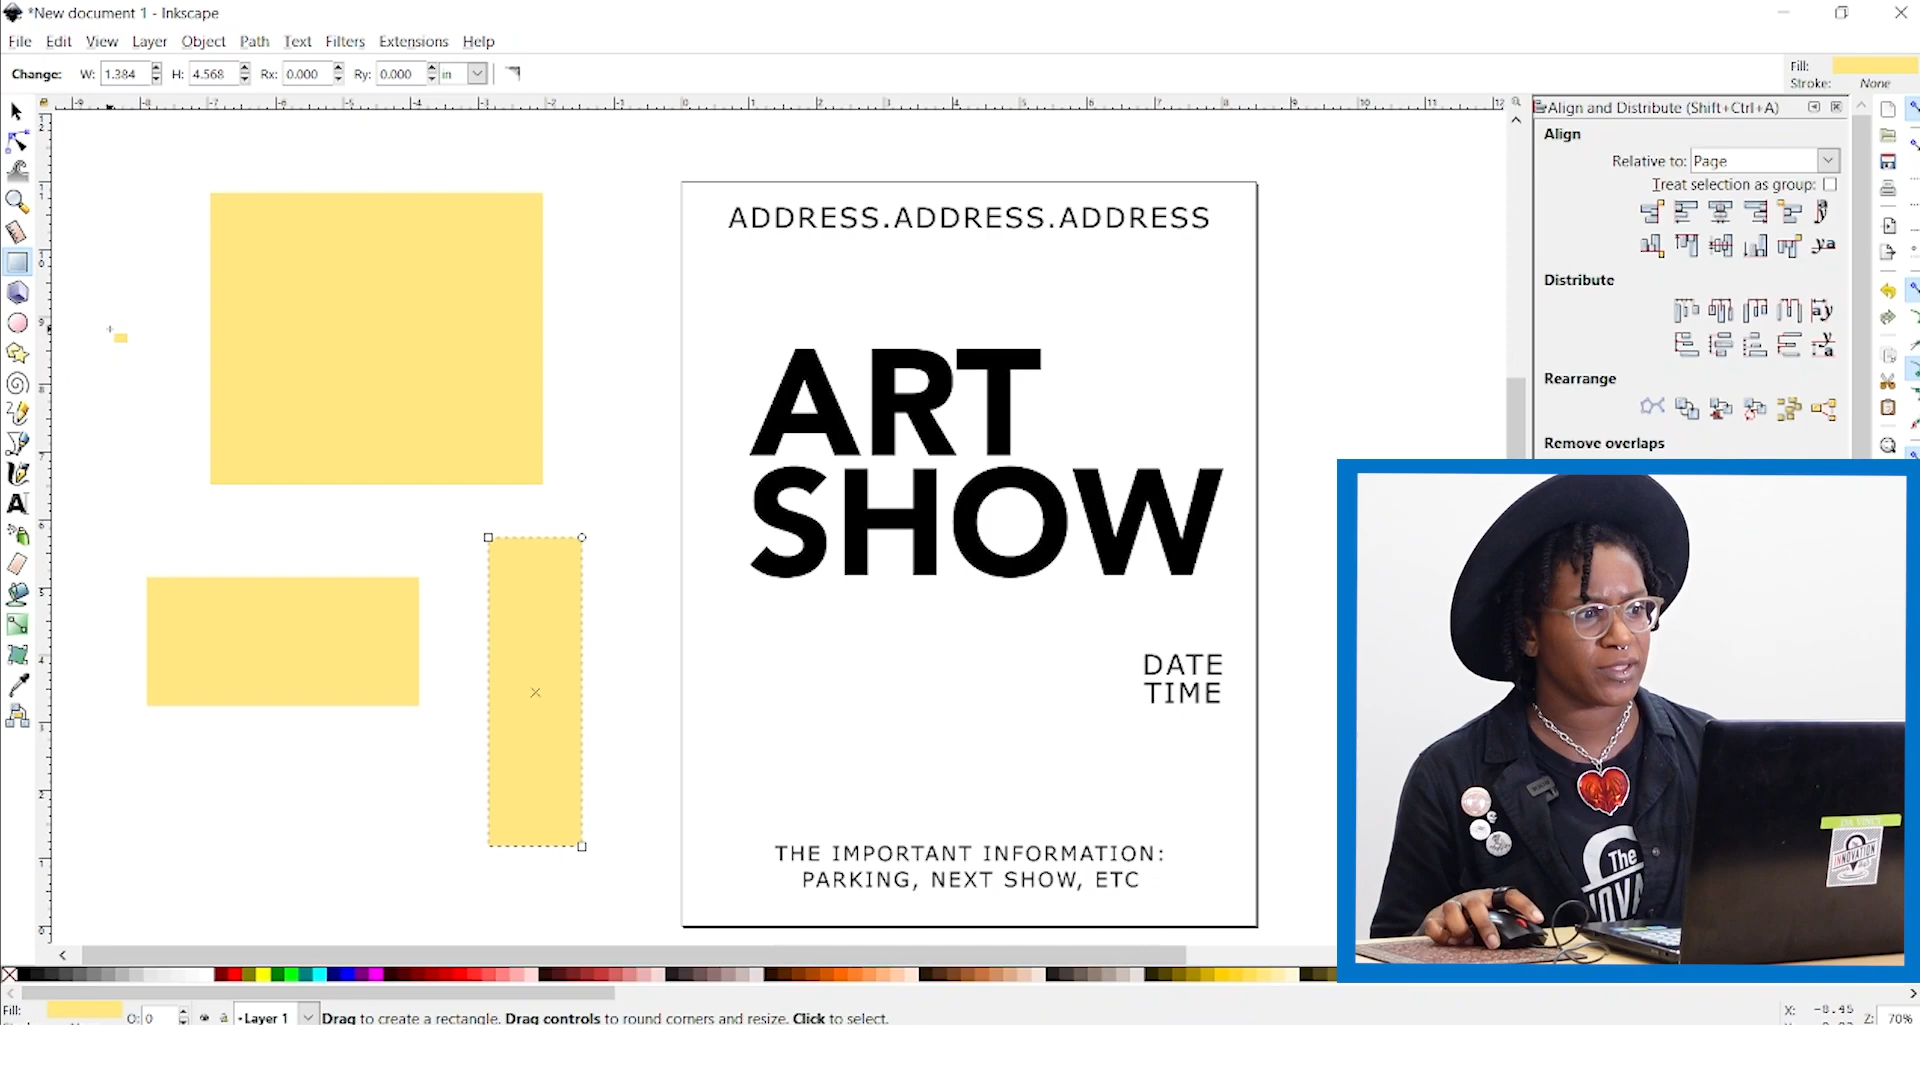 *New document 1 - Inkscape
File Edit View Layer Object Path Text Filters Extensions Help
Change: W: 1.384 H: 4.568 Rx: 0.000 Ry: 0.000 in
Fill:
Stroke: None
Align and Distribute (Shift+Ctrl+A)
Align
Relative to: Page
Treat selection as group:
Distribute
Rearrange
Remove overlaps
ADDRESS.ADDRESS.ADDRESS
ART
SHOW
DATE
TIME
THE IMPORTANT INFORMATION:
PARKING, NEXT SHOW, ETC
The
INNOVATION
Fill:
O: 0
Layer 1
Drag to create a rectangle. Drag controls to round corners and resize. Click to select.
X: -8.45
Z: 70%